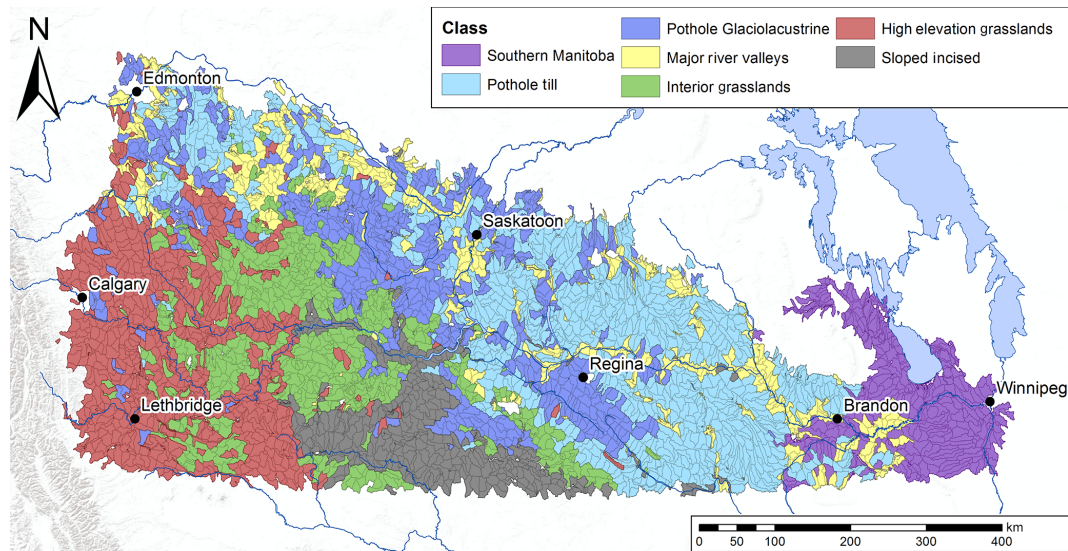 N
Class
Southern Manitoba
Pothole till
Pothole Glaciolacustrine
Major river valleys
Interior grasslands
High elevation grasslands
Sloped incised
Edmonton
Saskatoon
Calgary
Regina
Winnipeg
Lethbridge
Brandon
km
0 50 100 200 300 400